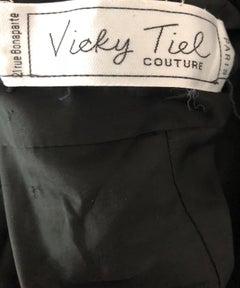 21 rue Bonaparte
Vicky Tiel
COUTURE
PARIS